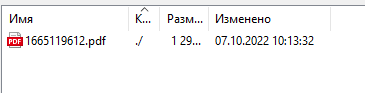 Имя К... Разм... Изменено
1665119612.pdf ./ 1 29... 07.10.2022 10:13:32